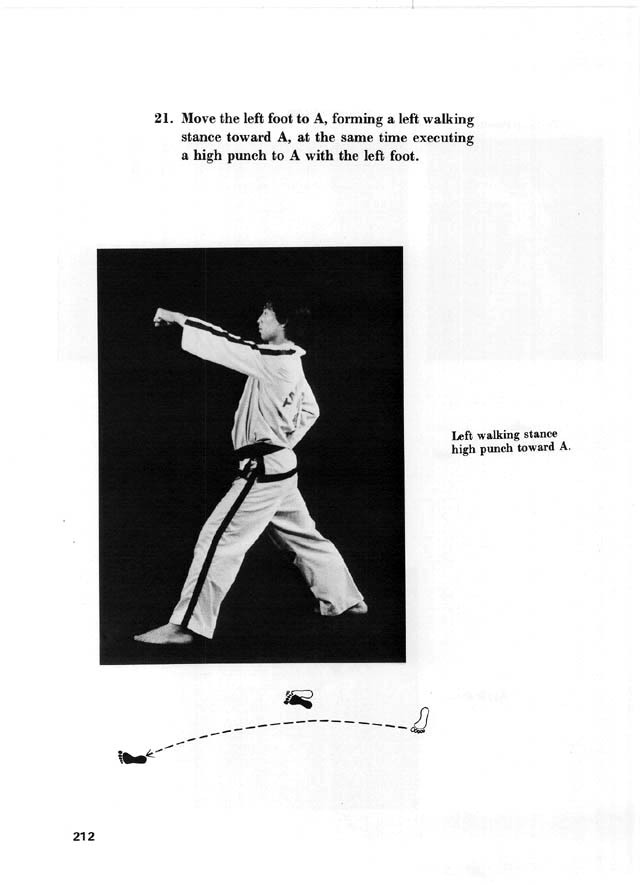 21. Move the left foot to A, forming a left walking
stance toward A, at the same time executing
a high punch to A with the left foot.
Left walking stance
high punch toward A.
212